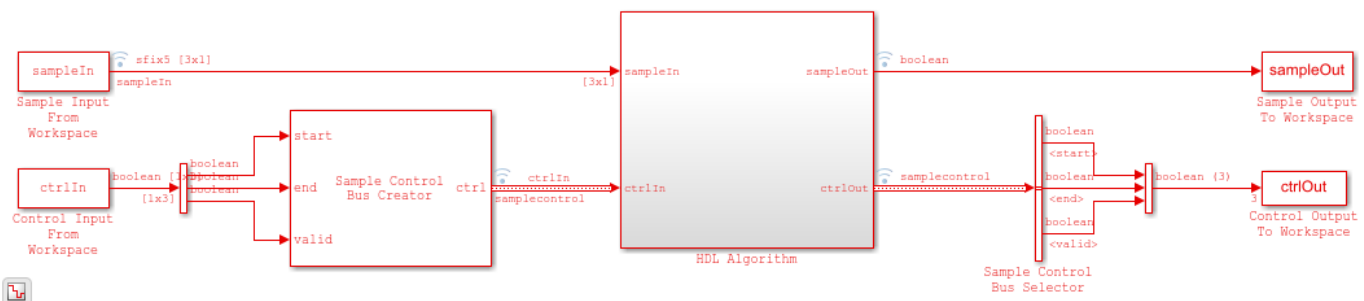 sampleIn
sfix5 [3x1]
sampleIn
Sample Input
From
Workspace
ctrlIn
boolean [1x3]
[1x3]
Control Input
From
Workspace
boolean
boolean
boolean
start
end
valid
Sample Control
Bus Creator
ctrl
ctrlIn
samplecontrol
[3x1]
sampleIn
sampleOut
ctrlIn
ctrlOut
HDL Algorithm
boolean
samplecontrol
boolean
<start>
boolean
<end>
boolean
<valid>
Sample Control
Bus Selector
boolean (3)
3
sampleOut
Sample Output
To Workspace
ctrlOut
Control Output
To Workspace